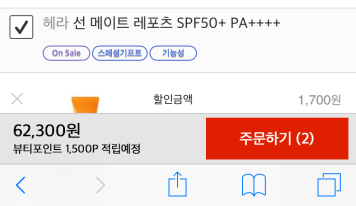 헤라 선 메이트 레포츠 SPF50+ PA++++
On Sale 스페셜기프트 기능성
할인금액 1,700원
62,300원
뷰티포인트 1,500P 적립예정
주문하기 (2)